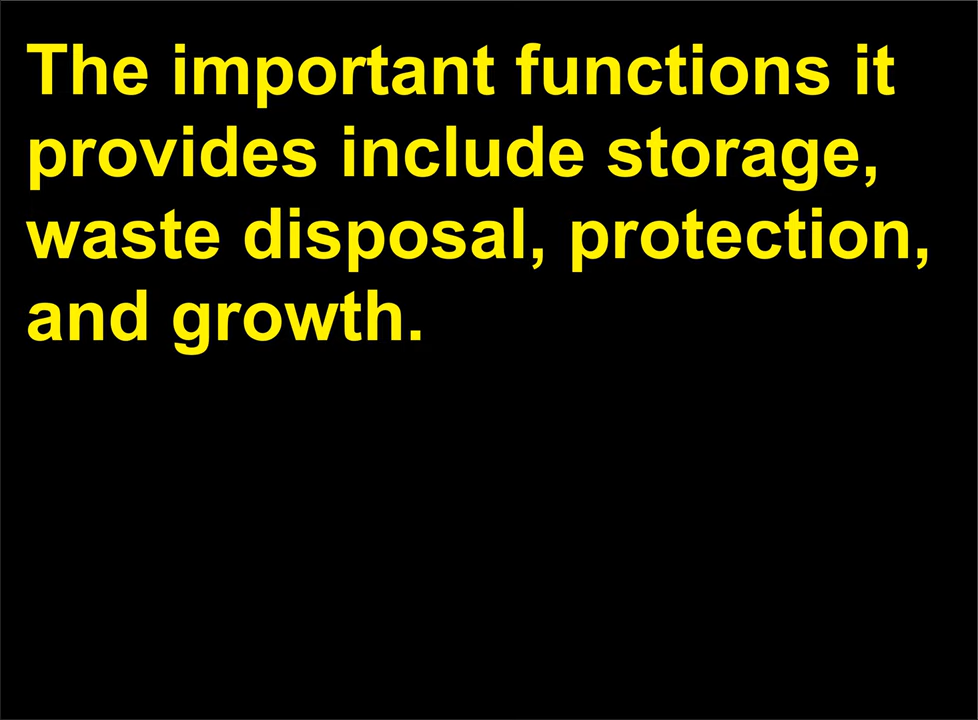 The important functions it
provides include storage,
waste disposal, protection,
and growth.